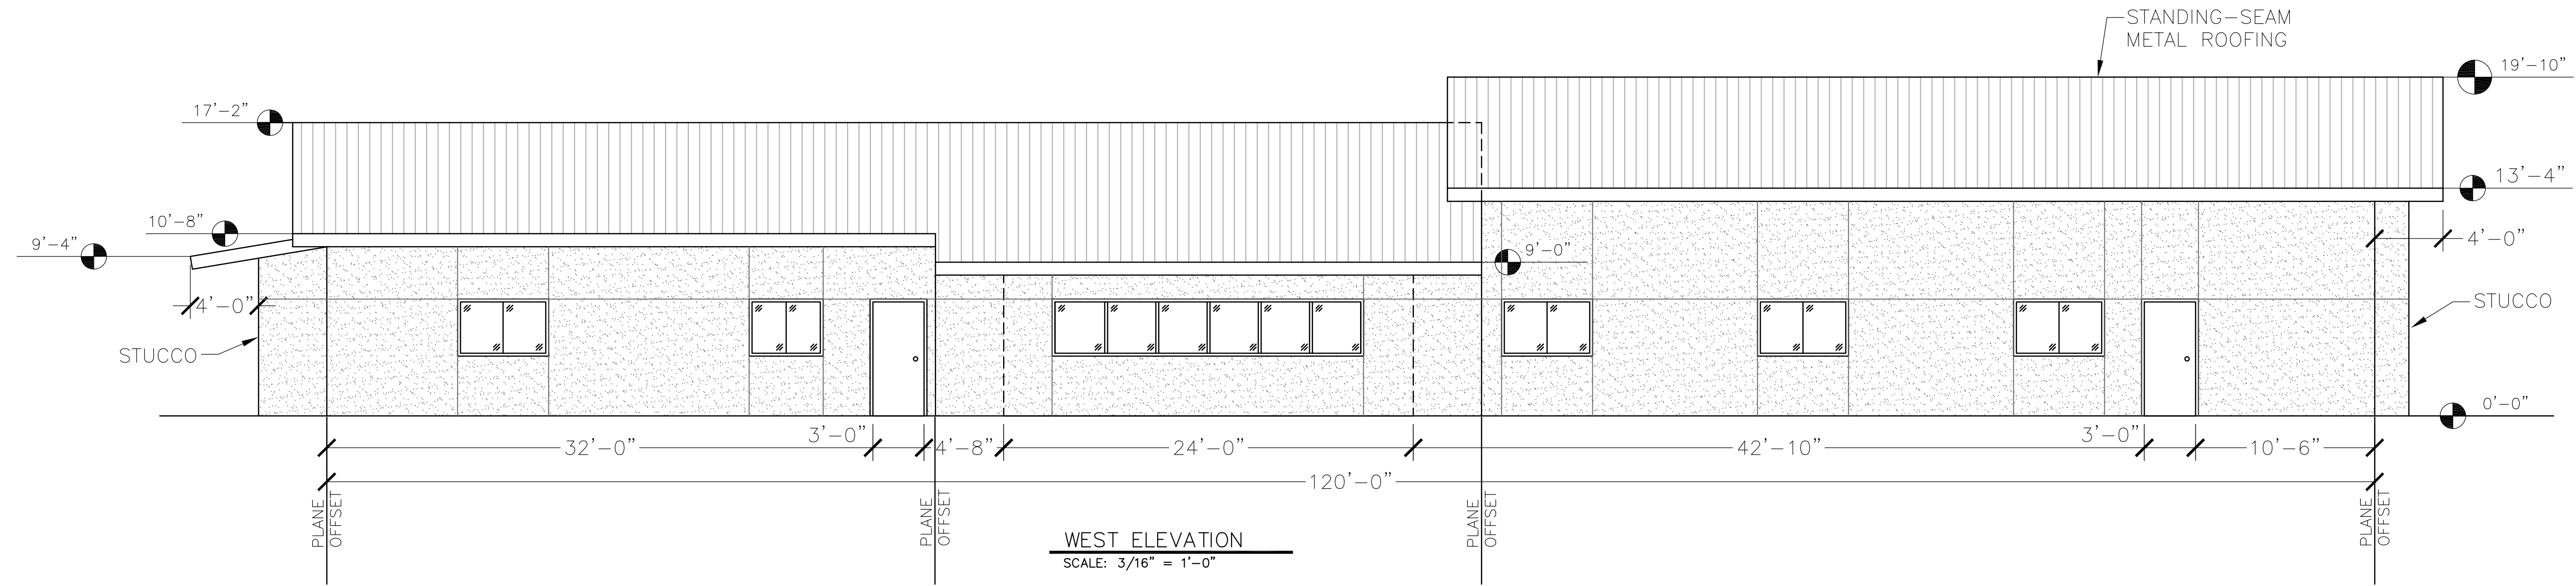 STANDING-SEAM
METAL ROOFING
19'-10"
17'-2"
13'-4"
10'-8"
9'-4"
9'-0"
4'-0"
4'-0"
STUCCO
STUCCO
0'-0"
32'-0"
3'-0"
4'-8"
24'-0"
42'-10"
3'-0"
10'-6"
120'-0"
PLANE
OFFSET
PLANE
OFFSET
PLANE
OFFSET
PLANE
OFFSET
WEST ELEVATION
SCALE: 3/16" = 1'-0"